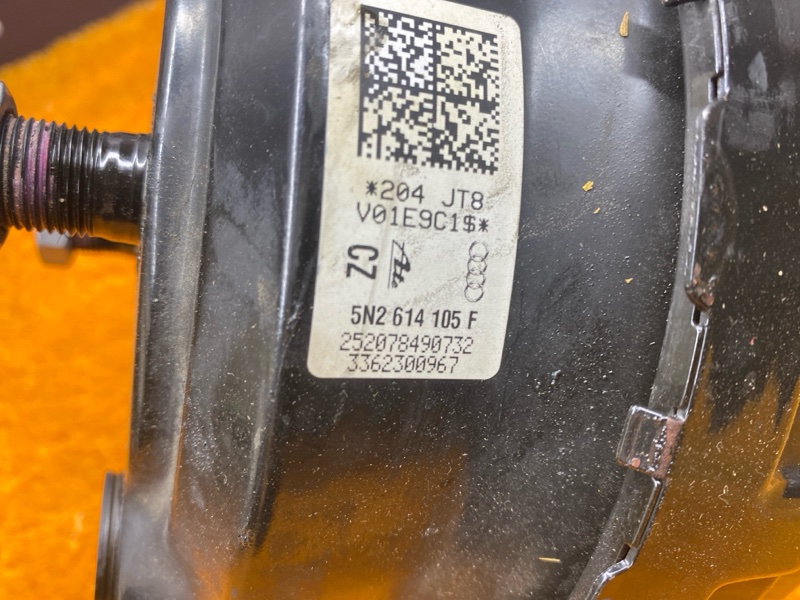 *204 JT8
V01E9C1$*
CZ
5N2 614 105 F
252078490732
3362300967